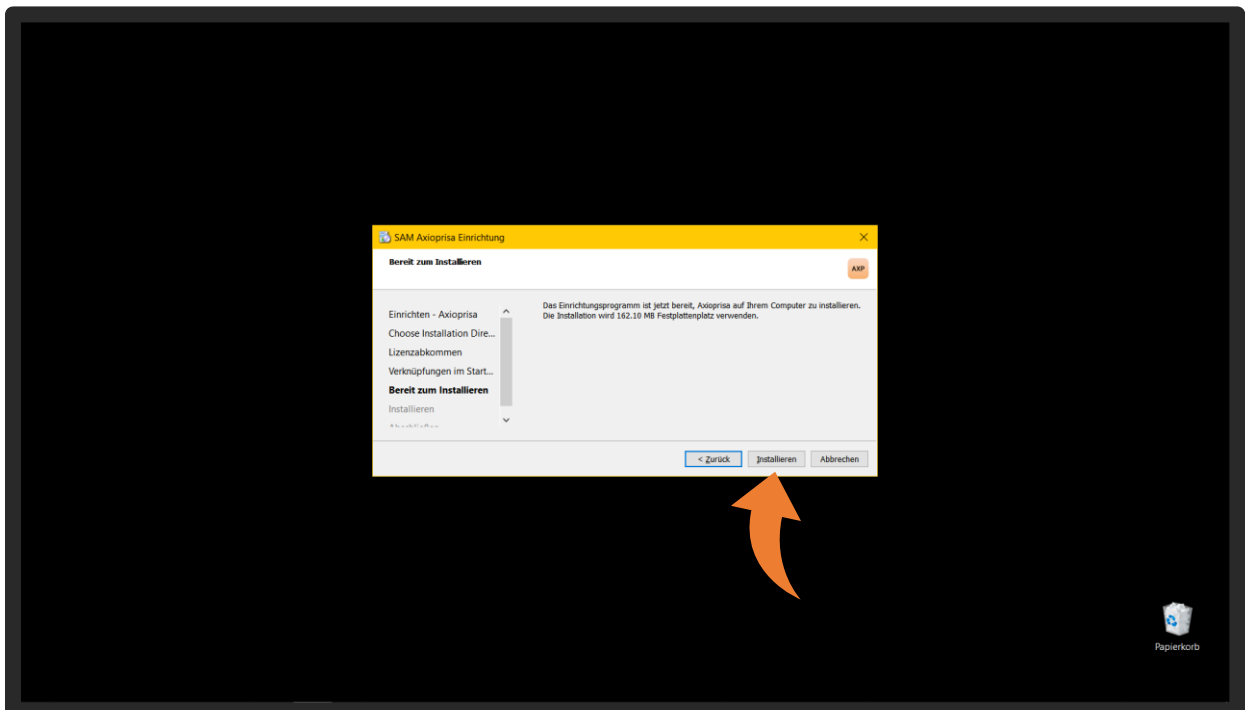 SAM Axioprisa Einrichtung
Bereit zum Installieren
AXP
Einrichten - Axioprisa
Choose Installation Dire...
Lizenzabkommen
Verknüpfungen im Start...
Bereit zum Installieren
Installieren
Das Einrichtungsprogramm ist jetzt bereit, Axioprisa auf Ihrem Computer zu installieren.
Die Installation wird 162.10 MB Festplattenplatz verwenden.
< Zurück
Installieren
Abbrechen
Papierkorb